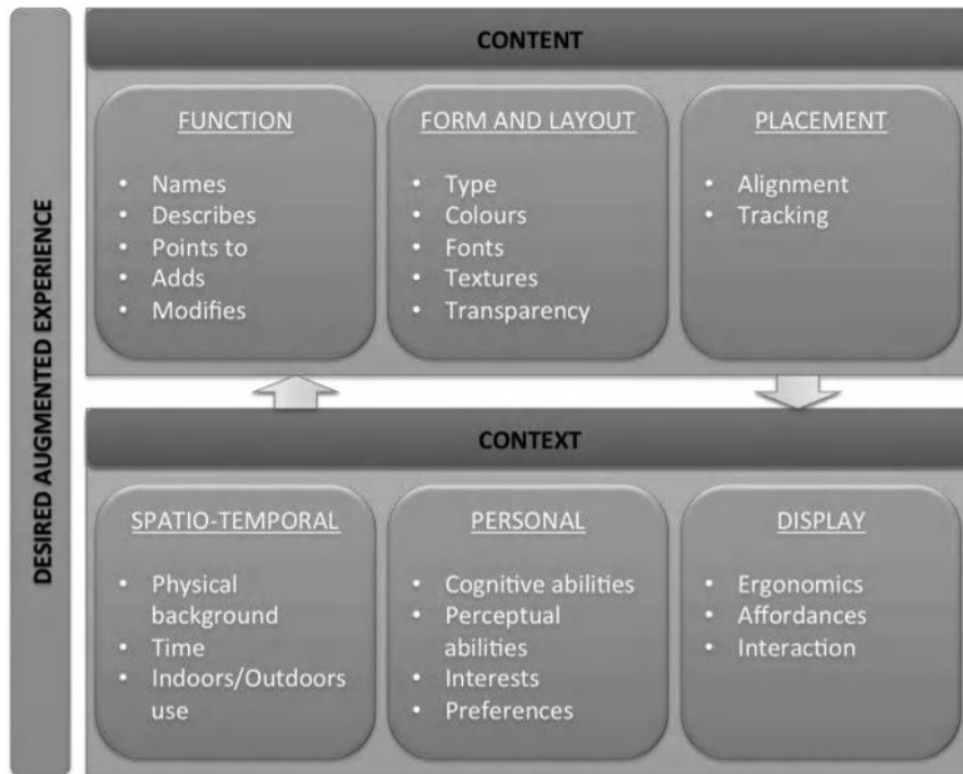 DESIRED AUGMENTED EXPERIENCE
CONTENT
FUNCTION
• Names
• Describes
• Points to
• Adds
• Modifies
FORM AND LAYOUT
• Type
• Colours
• Fonts
• Textures
• Transparency
PLACEMENT
• Alignment
• Tracking
CONTEXT
SPATIO-TEMPORAL
• Physical
background
• Time
• Indoors/Outdoors
use
PERSONAL
• Cognitive abilities
• Perceptual
abilities
• Interests
• Preferences
DISPLAY
• Ergonomics
• Affordances
• Interaction